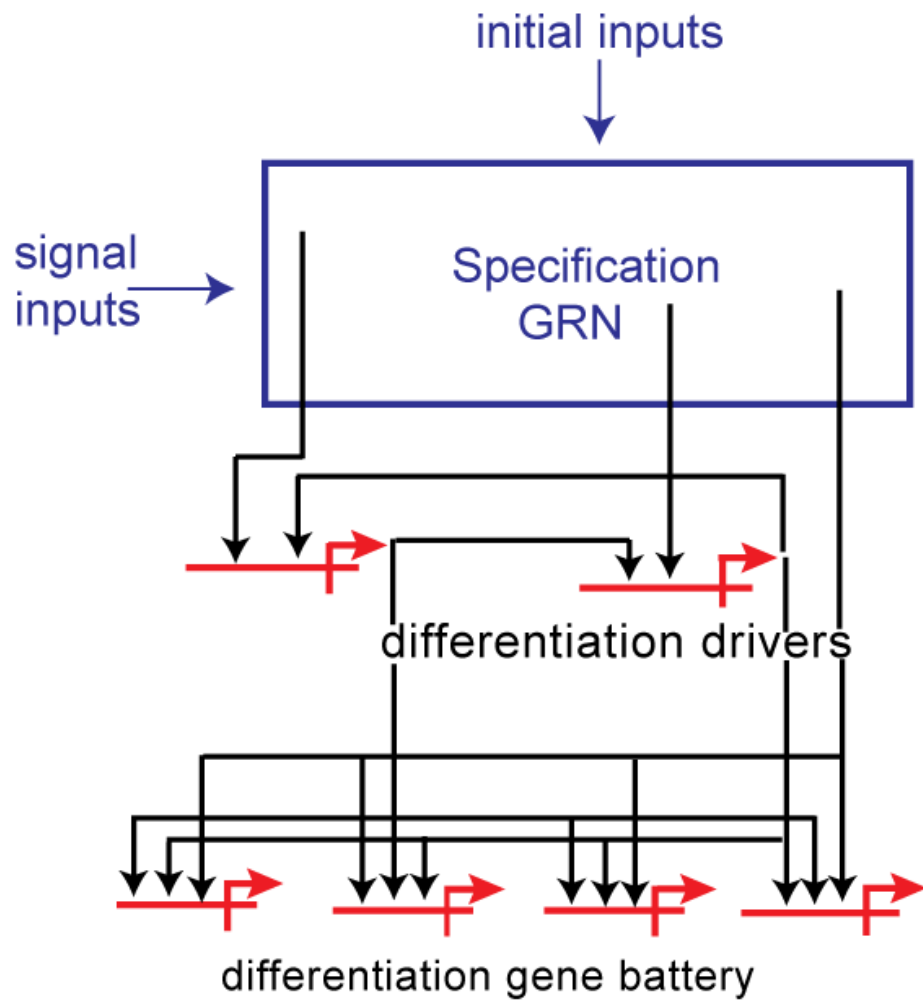 initial inputs
signal
inputs
Specification
GRN
differentiation drivers
differentiation gene battery